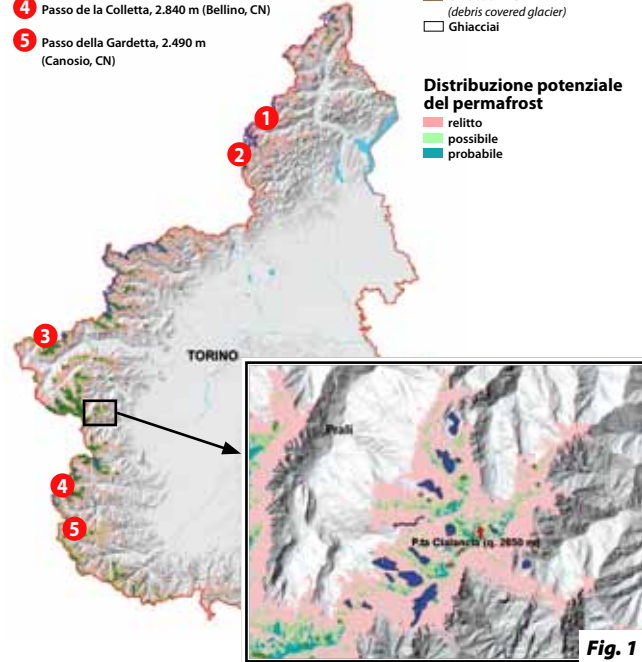 4 Passo de la Colletta, 2.840 m (Bellino, CN)
5 Passo della Gardetta, 2.490 m
(Canosio, CN)
(debris covered glacier)
Ghiacciai
Distribuzione potenziale
del permafrost
relitto
possibile
probabile
1
2
3
TORINO
4
5
Prali
P.ta Cialancia (q. 2850 m)
Fig. 1